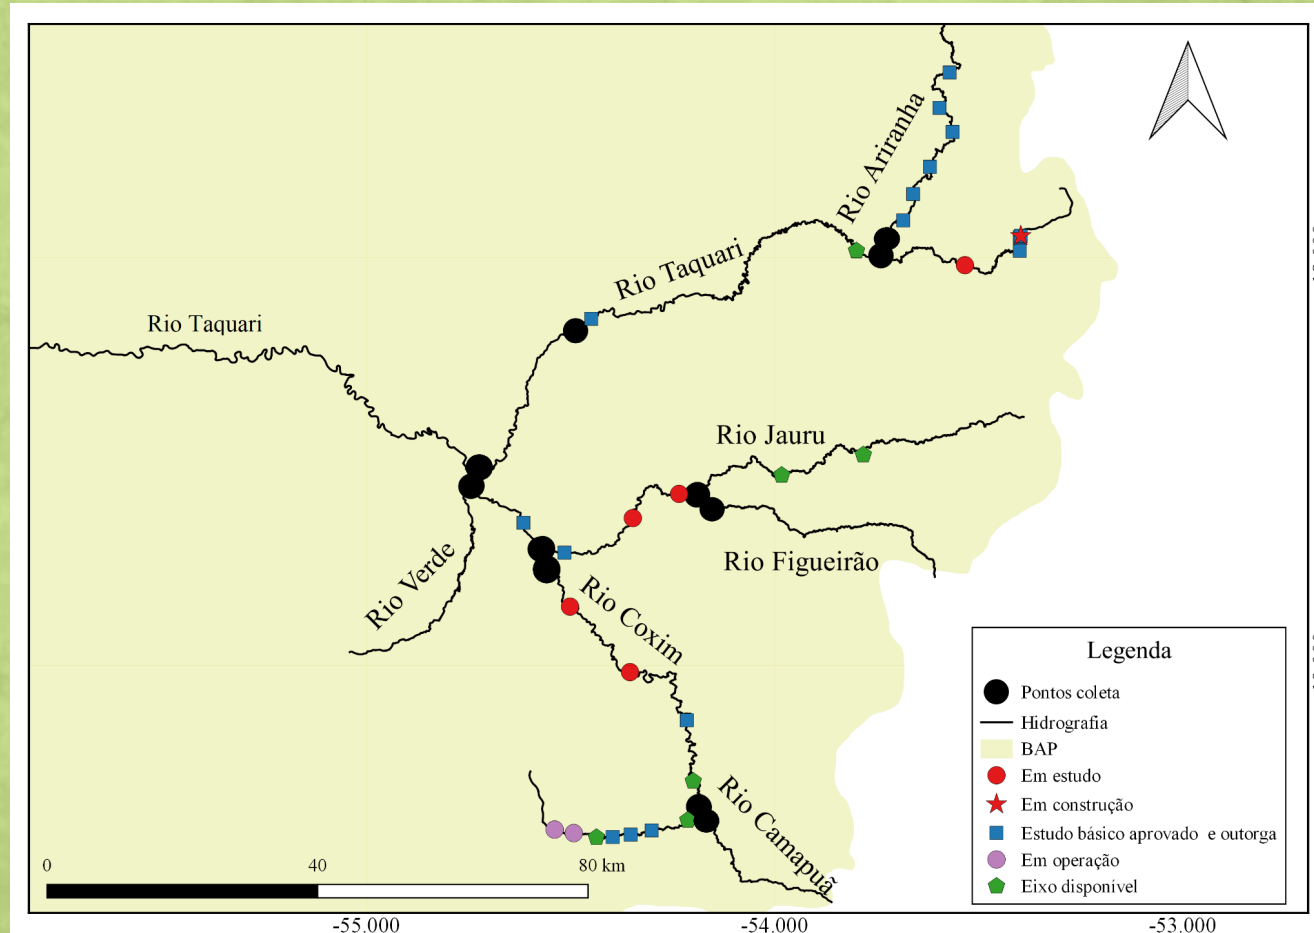 Rio Ariranha
Rio Taquari
Rio Taquari
Rio Jauru
Rio Figueirão
Rio Verde
Rio Coxim
Rio Camapuã
Legenda
Pontos coleta
Hidrografia
BAP
Em estudo
Em construção
Estudo básico aprovado e outorga
Em operação
Eixo disponível
0 40 80 km
-55.000 -54.000 -53.000